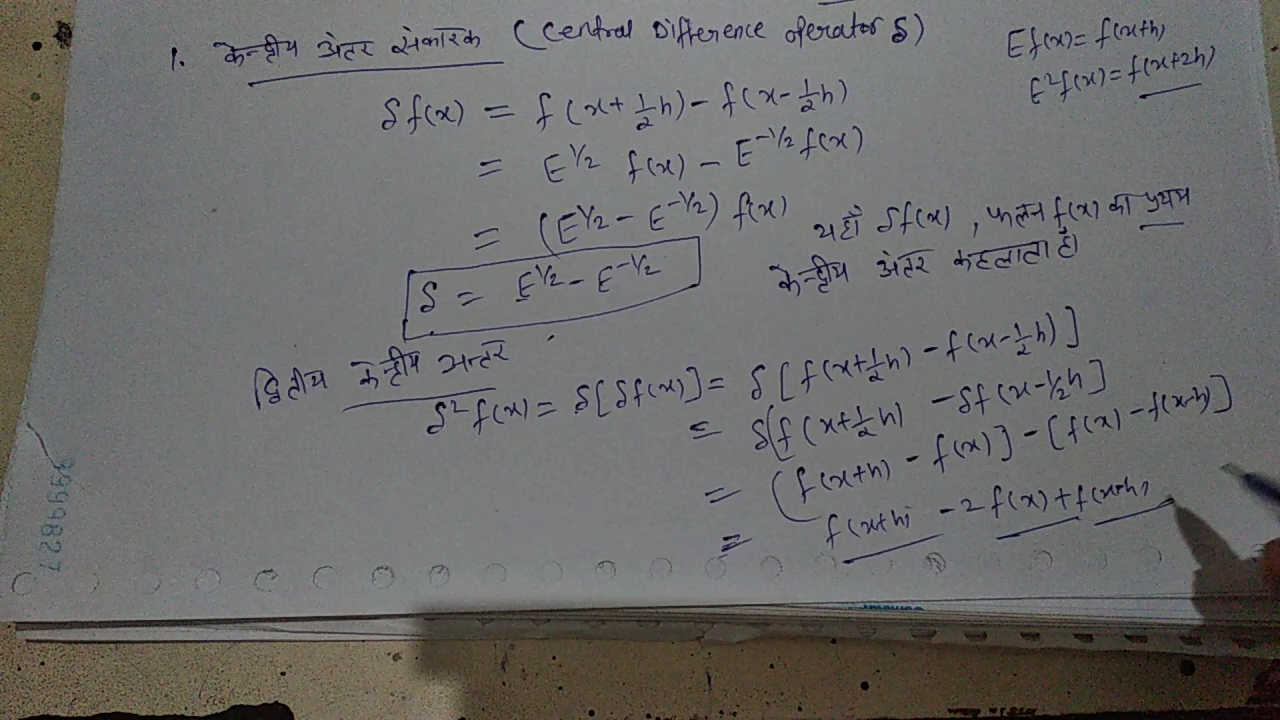 1. केन्द्रीय अंतर संकारक (Central Difference operator δ)
Ef(x) = f(x+h)
E²f(x) = f(x+2h)
δf(x) = f(x+½h) - f(x-½h)
= E^1/2 f(x) - E^-1/2 f(x)
= (E^1/2 - E^-1/2) f(x)
δ = E^1/2 - E^-1/2
यहाँ δf(x), फलन f(x) का प्रथम
केन्द्रीय अंतर कहलाता है।
द्वितीय केन्द्रीय अन्तर
δ²f(x) = δ[δf(x)] = δ[f(x+½h) - f(x-½h)]
= δ[f(x+½h) - δf(x-1/2h]
= (f(x+h) - f(x)] - [f(x) - f(x-h)]
= f(x+h) - 2f(x) + f(x-h)
9999827